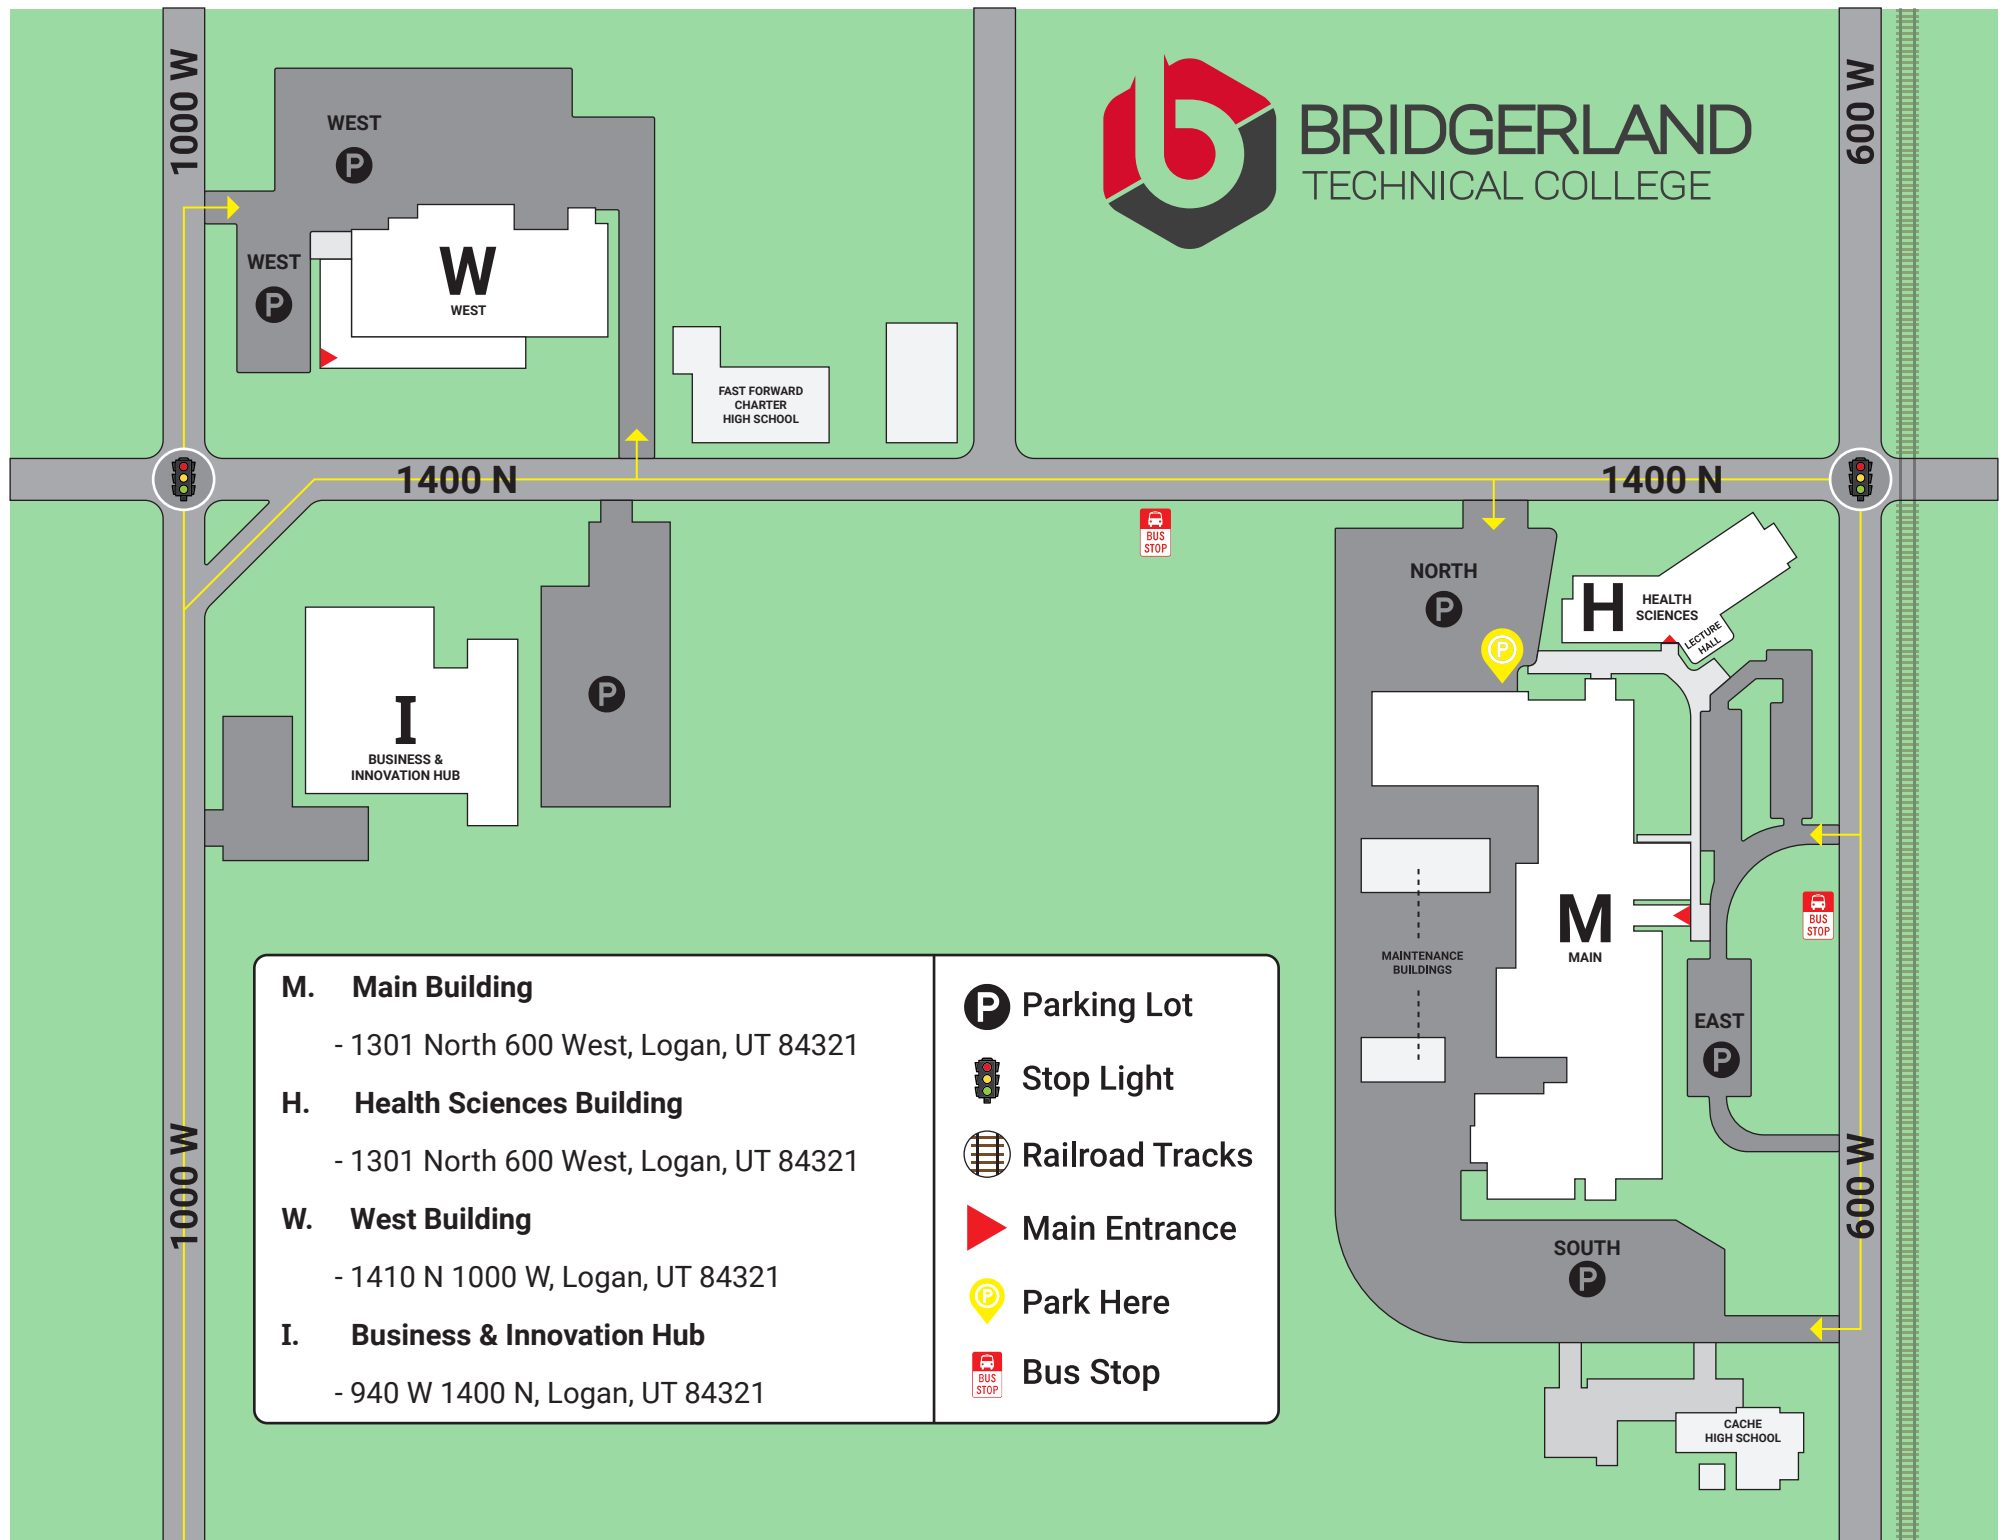 1000 W
600 W
BRIDGERLAND
TECHNICAL COLLEGE
WEST
P
WEST
P
W
WEST
FAST FORWARD
CHARTER
HIGH SCHOOL
1400 N
1400 N
BUS
STOP
NORTH
P
P
H
HEALTH
SCIENCES
LECTURE
HALL
I
BUSINESS &
INNOVATION HUB
P
M
MAIN
MAINTENANCE
BUILDINGS
BUS
STOP
EAST
P
SOUTH
P
1000 W
600 W
CACHE
HIGH SCHOOL
M. Main Building
- 1301 North 600 West, Logan, UT 84321
H. Health Sciences Building
- 1301 North 600 West, Logan, UT 84321
W. West Building
- 1410 N 1000 W, Logan, UT 84321
I. Business & Innovation Hub
- 940 W 1400 N, Logan, UT 84321
P Parking Lot
Stop Light
Railroad Tracks
Main Entrance
P Park Here
BUS
STOP
Bus Stop